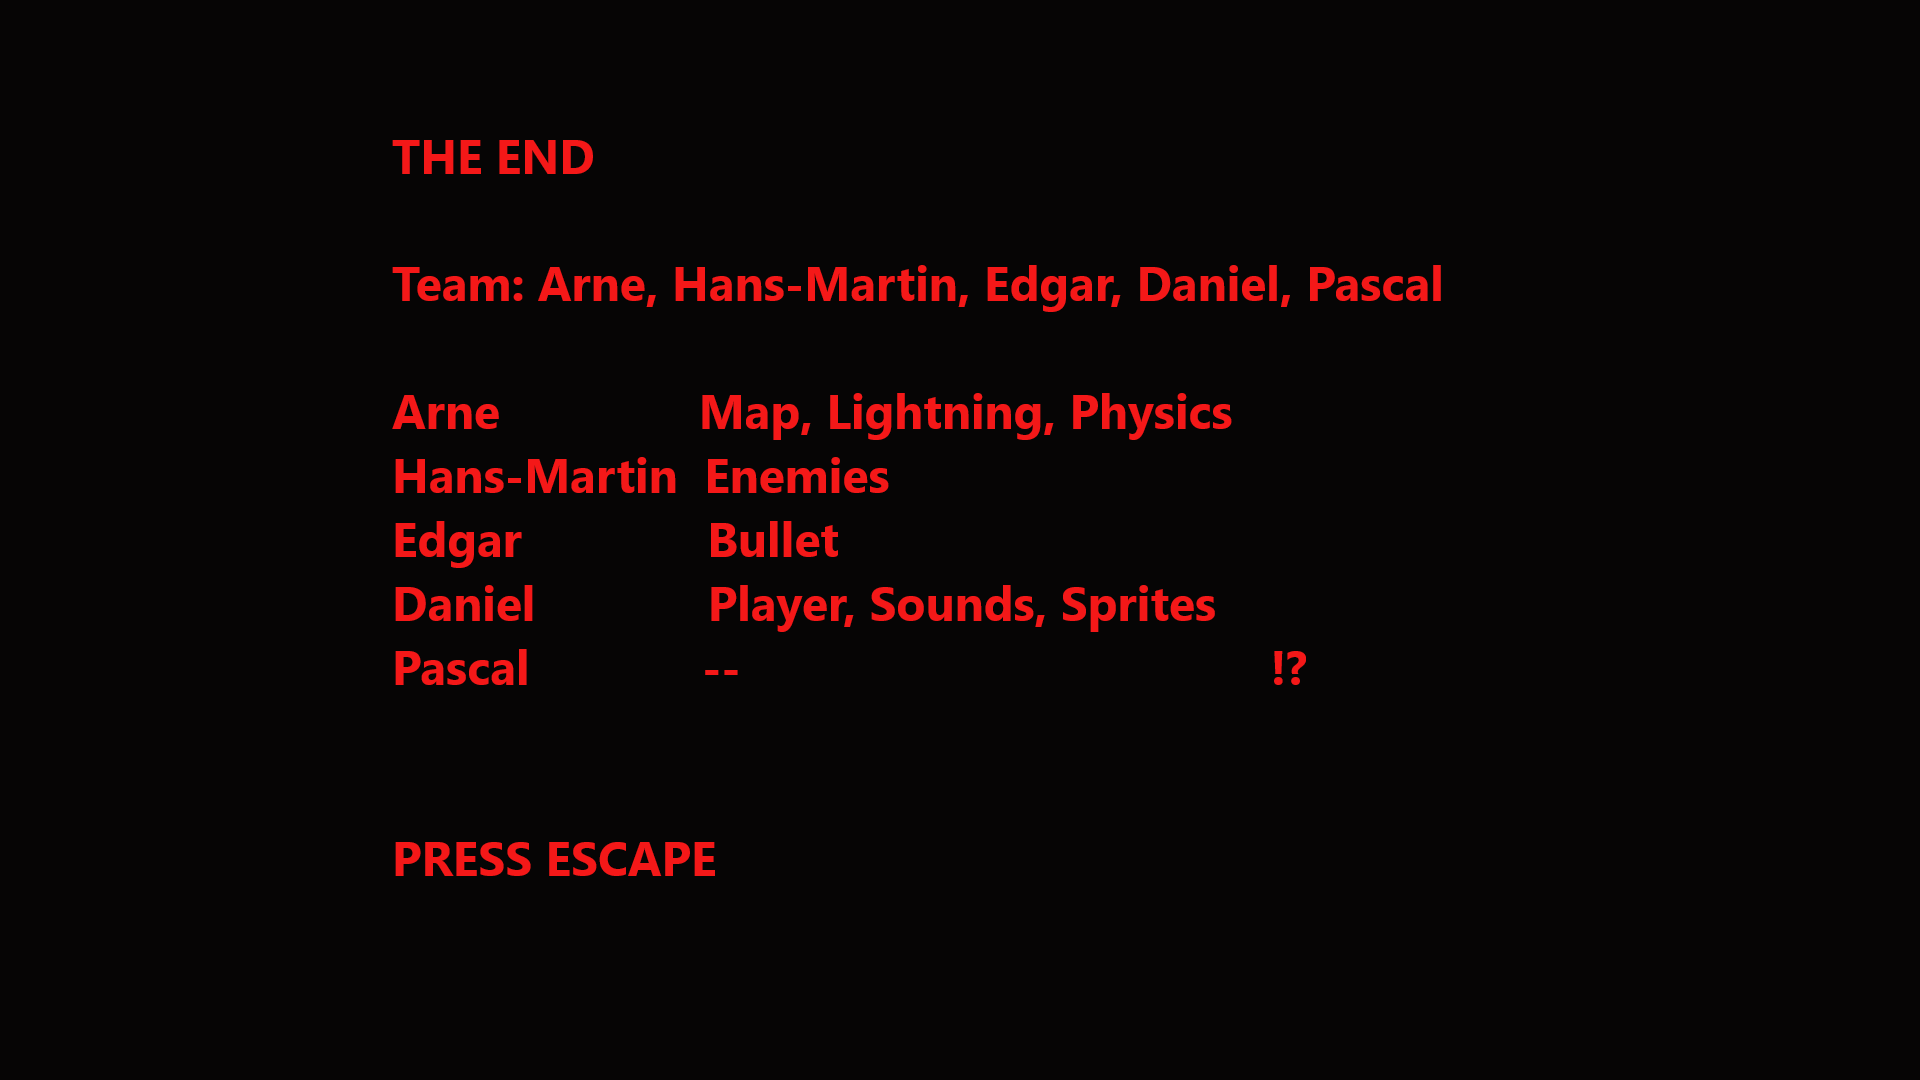 THE END
Team: Arne, Hans-Martin, Edgar, Daniel, Pascal
Arne Map, Lightning, Physics
Hans-Martin Enemies
Edgar Bullet
Daniel Player, Sounds, Sprites
Pascal -- !?
PRESS ESCAPE